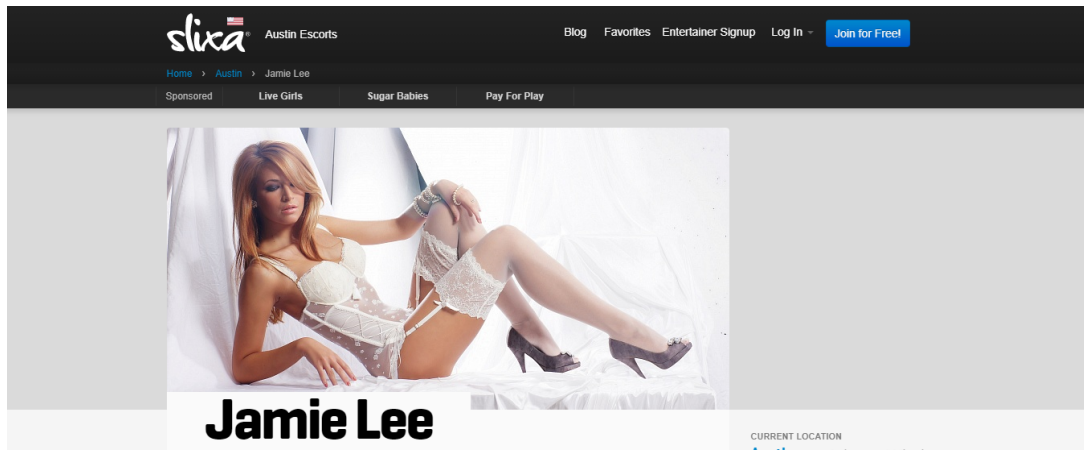 slixa® Austin Escorts Blog Favorites Entertainer Signup Log In Join for Free!
Home › Austin › Jamie Lee
Sponsored Live Girls Sugar Babies Pay For Play
Jamie Lee
CURRENT LOCATION